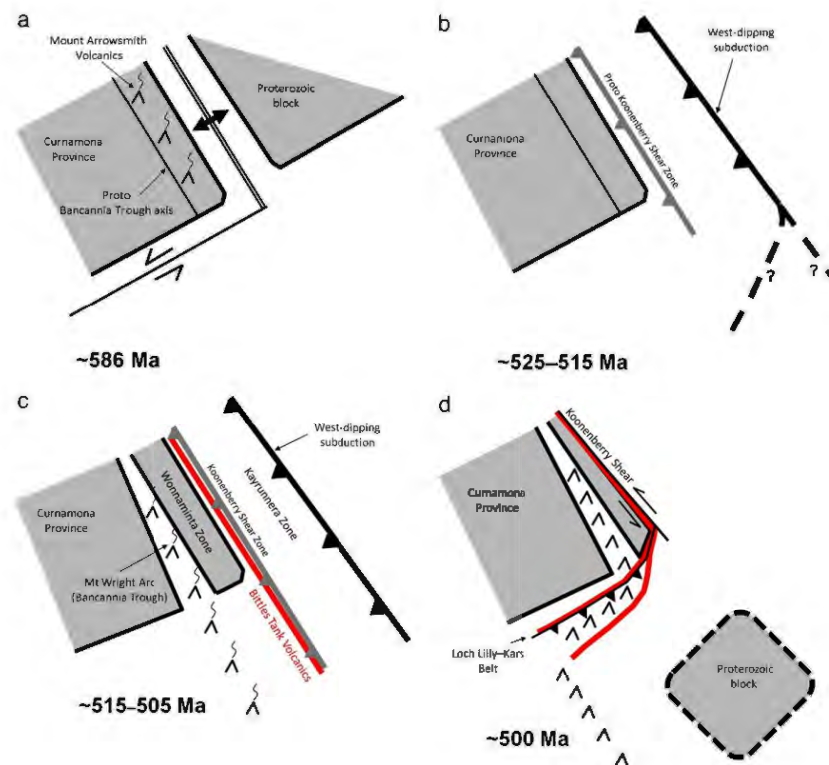 a
Mount Arrowsmith
Volcanics
Proterozoic
block
Curnamona
Province
Proto
Bancannia Trough axis
~586 Ma
b
West-dipping
subduction
Proto Koonenberry Shear Zone
Curnamona
Province
?
?
~525–515 Ma
c
West-dipping
subduction
Kayrunnera Zone
Koonenberry Shear Zone
Wonnaminta Zone
Curnamona
Province
Mt Wright Arc
(Bancannia Trough)
Bittles Tank Volcanics
~515–505 Ma
d
Koonenberry Shear
Curnamona
Province
Loch Lilly–Kars
Belt
Proterozoic
block
~500 Ma